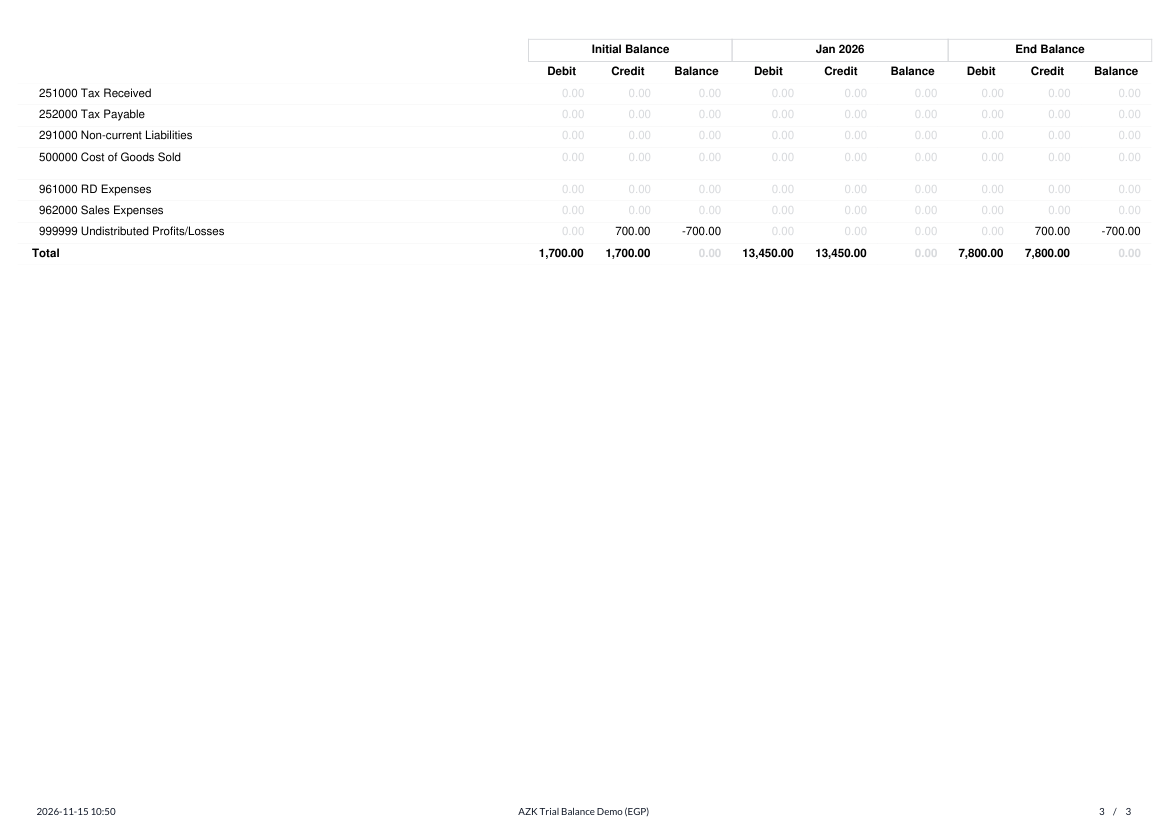 Initial Balance Jan 2026 End Balance
Debit Credit Balance Debit Credit Balance Debit Credit Balance
251000 Tax Received 0.00 0.00 0.00 0.00 0.00 0.00 0.00 0.00 0.00
252000 Tax Payable 0.00 0.00 0.00 0.00 0.00 0.00 0.00 0.00 0.00
291000 Non-current Liabilities 0.00 0.00 0.00 0.00 0.00 0.00 0.00 0.00 0.00
500000 Cost of Goods Sold 0.00 0.00 0.00 0.00 0.00 0.00 0.00 0.00 0.00
961000 RD Expenses 0.00 0.00 0.00 0.00 0.00 0.00 0.00 0.00 0.00
962000 Sales Expenses 0.00 0.00 0.00 0.00 0.00 0.00 0.00 0.00 0.00
999999 Undistributed Profits/Losses 0.00 700.00 -700.00 0.00 0.00 0.00 0.00 700.00 -700.00
Total 1,700.00 1,700.00 0.00 13,450.00 13,450.00 0.00 7,800.00 7,800.00 0.00
2026-11-15 10:50 AZK Trial Balance Demo (EGP) 3 / 3